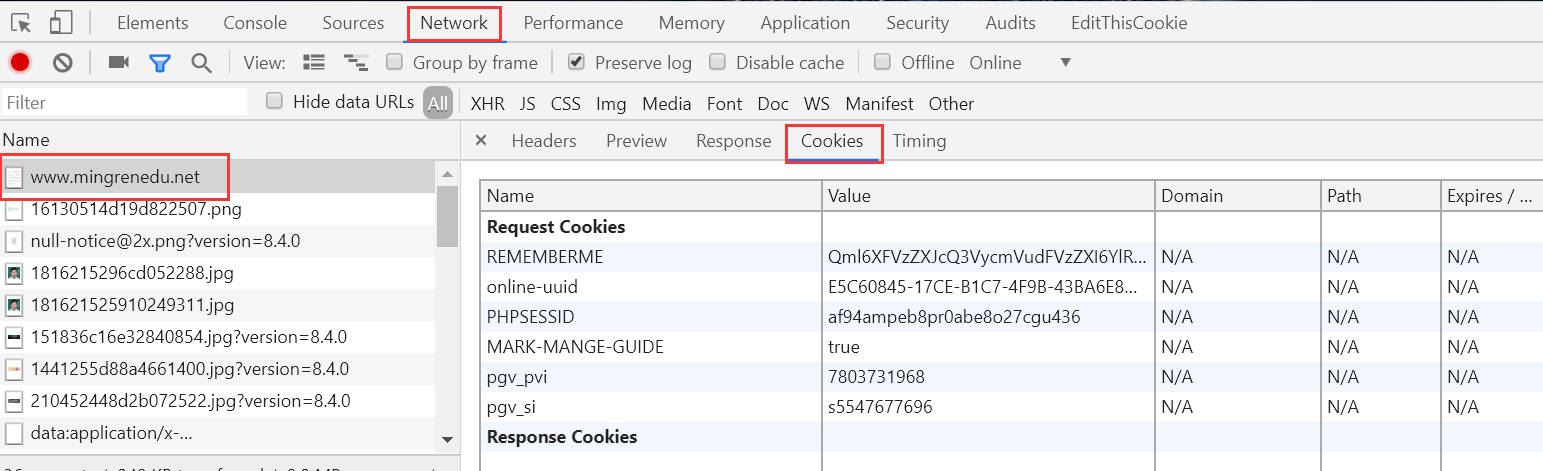 Elements Console Sources Network Performance Memory Application Security Audits EditThisCookie
View: Group by frame Preserve log Disable cache Offline Online
Filter Hide data URLs All XHR JS CSS Img Media Font Doc WS Manifest Other
Name
www.mingrenedu.net
16130514d19d822507.png
null-notice@2x.png?version=8.4.0
1816215296cd052288.jpg
181621525910249311.jpg
151836c16e32840854.jpg?version=8.4.0
1441255d88a4661400.jpg?version=8.4.0
210452448d2b072522.jpg?version=8.4.0
data:application/x-...
× Headers Preview Response Cookies Timing
Name Value Domain Path Expires / ...
Request Cookies
REMEMBERME Qml6XFVzZXJcQ3VycmVudFVzZXI6YlR... N/A N/A N/A
online-uuid E5C60845-17CE-B1C7-4F9B-43BA6E8... N/A N/A N/A
PHPSESSID af94ampeb8pr0abe8o27cgu436 N/A N/A N/A
MARK-MANGE-GUIDE true N/A N/A N/A
pgv_pvi 7803731968 N/A N/A N/A
pgv_si s5547677696 N/A N/A N/A
Response Cookies